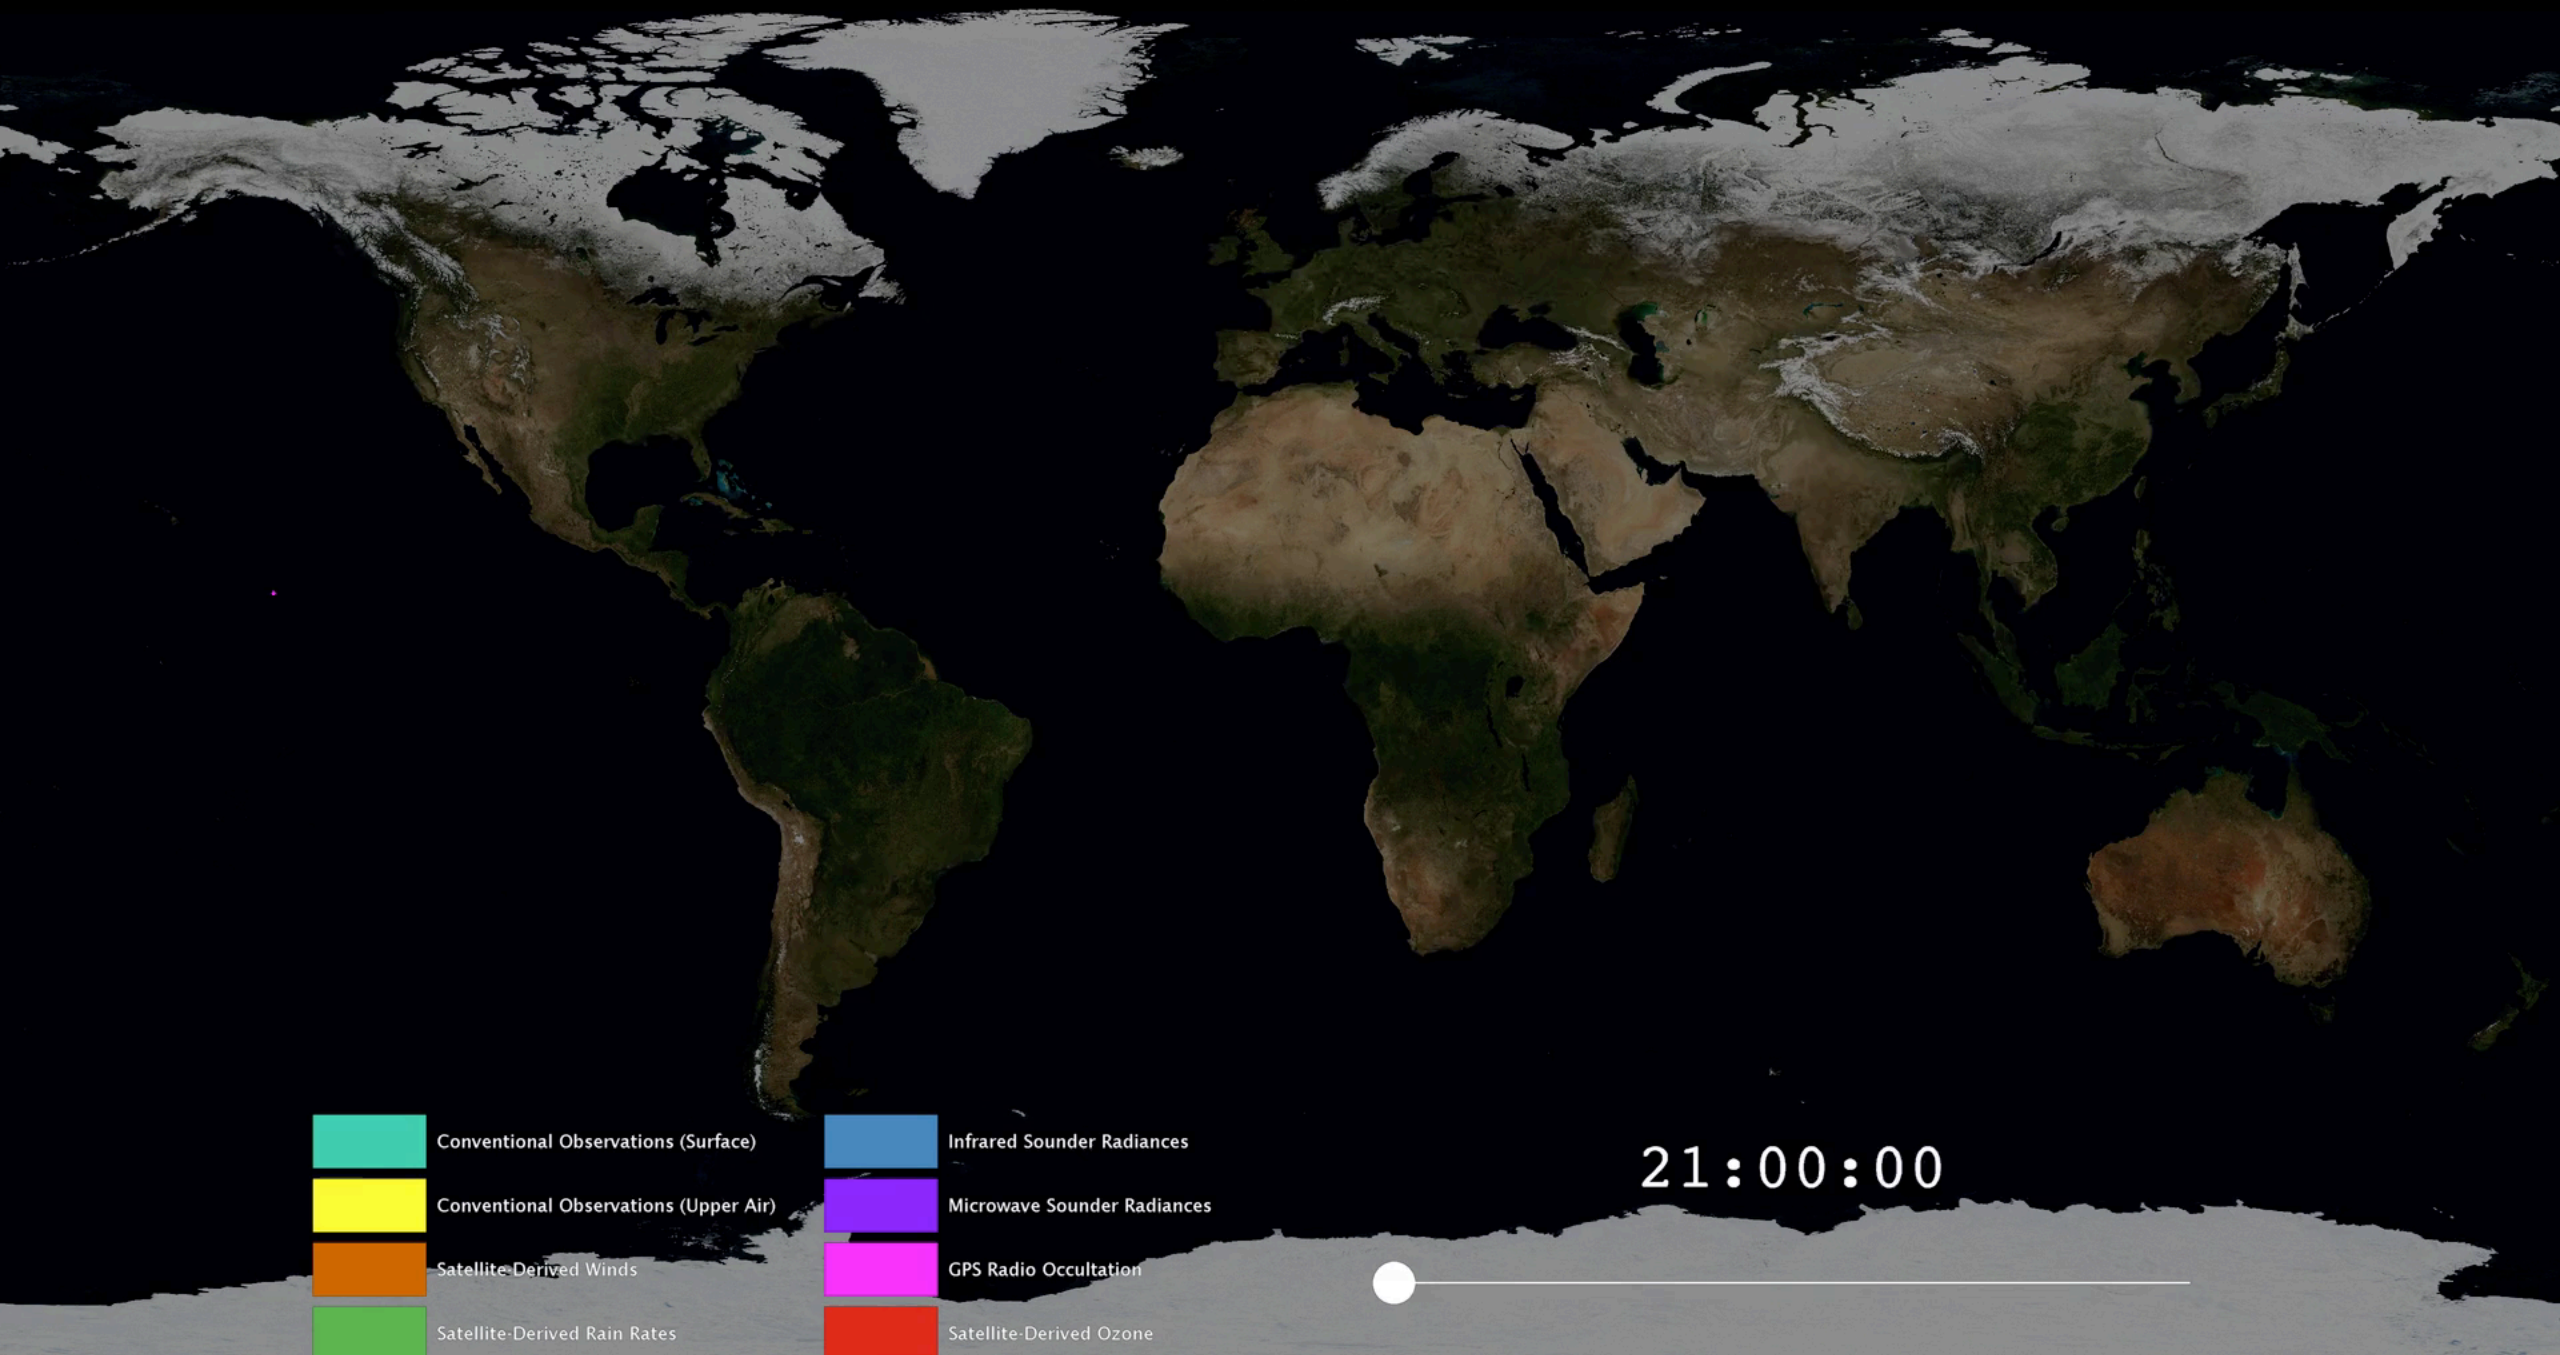 Conventional Observations (Surface)
Conventional Observations (Upper Air)
Satellite-Derived Winds
Satellite-Derived Rain Rates
Infrared Sounder Radiances
Microwave Sounder Radiances
GPS Radio Occultation
Satellite-Derived Ozone
21:00:00